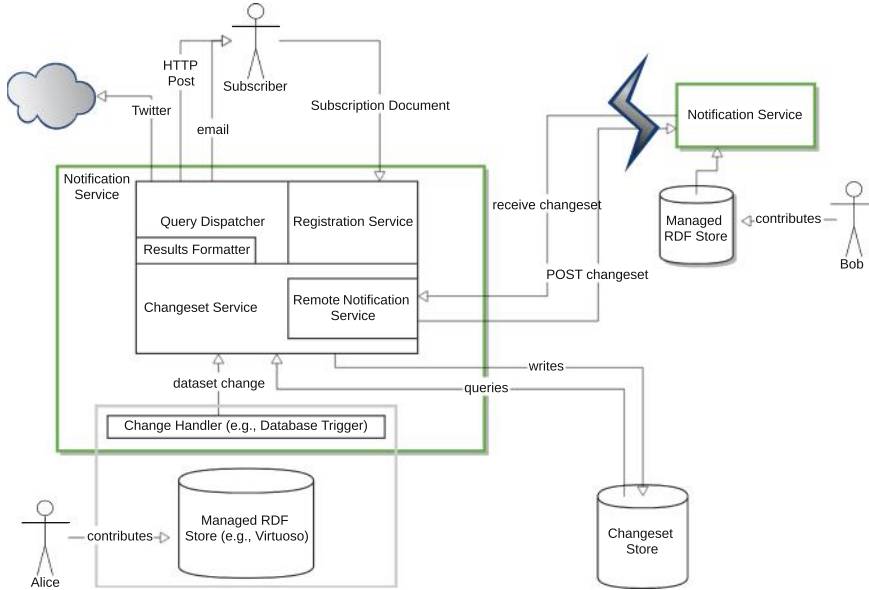 HTTP
Post
Subscriber
Twitter
email
Subscription Document
Notification Service
Notification
Service
Query Dispatcher
Registration Service
Results Formatter
receive changeset
Managed
RDF Store
contributes
Bob
POST changeset
Changeset Service
Remote Notification
Service
writes
dataset change
queries
Change Handler (e.g., Database Trigger)
Managed RDF
Store (e.g., Virtuoso)
contributes
Alice
Changeset
Store